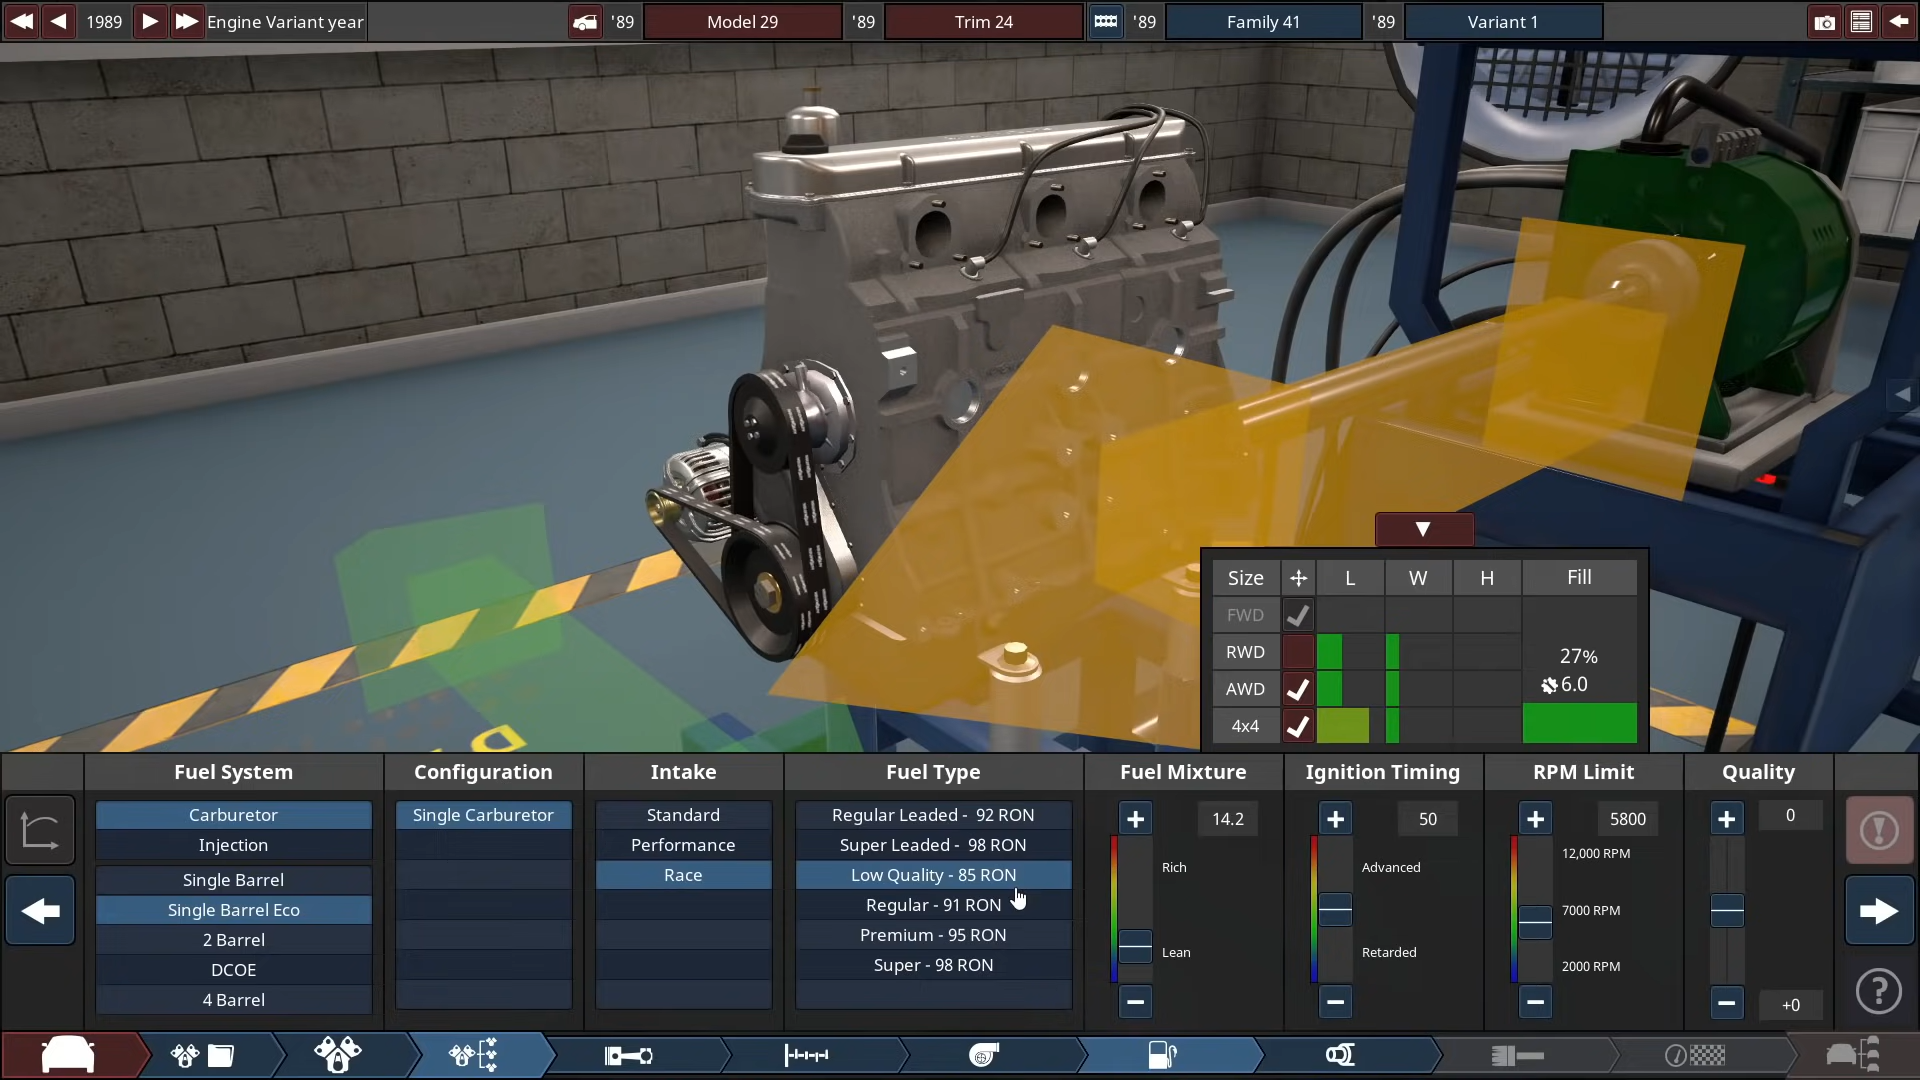 1989
Engine Variant year
'89
Model 29
'89
Trim 24
'89
Family 41
'89
Variant 1
Size
L
W
H
Fill
FWD
RWD
AWD
4x4
27%
6.0
Fuel System
Carburetor
Injection
Single Barrel
Single Barrel Eco
2 Barrel
DCOE
4 Barrel
Configuration
Single Carburetor
Intake
Standard
Performance
Race
Fuel Type
Regular Leaded - 92 RON
Super Leaded - 98 RON
Low Quality - 85 RON
Regular - 91 RON
Premium - 95 RON
Super - 98 RON
Fuel Mixture
14.2
Rich
Lean
Ignition Timing
50
Advanced
Retarded
RPM Limit
5800
12,000 RPM
7000 RPM
2000 RPM
Quality
0
+0